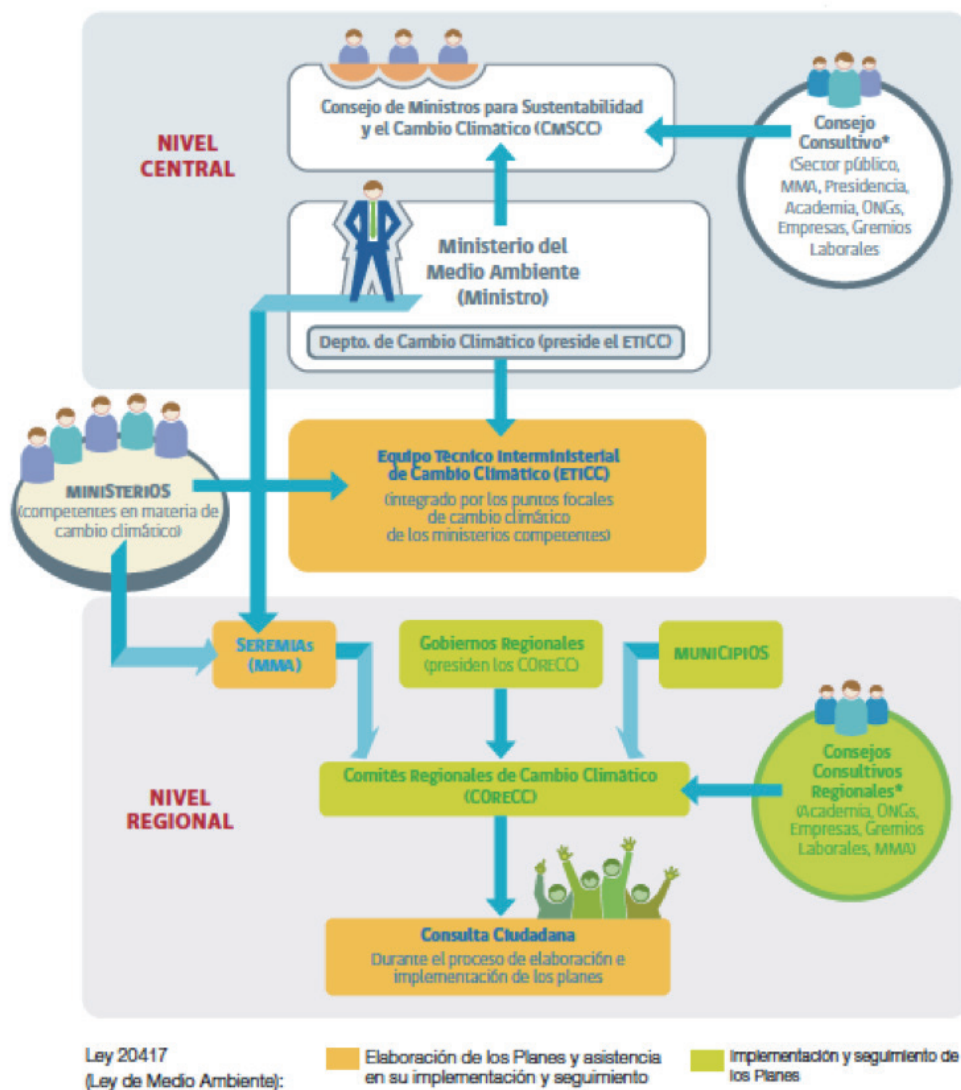 NIVEL
CENTRAL
Consejo de Ministros para Sustentabilidad
y el Cambio Climático (CMSCC)
Consejo
Consultivo*
(Sector público,
MMA, Presidencia,
Academia, ONGs,
Empresas, Gremios
Laborales
Ministerio del
Medio Ambiente
(Ministro)
Depto. de Cambio Climático (preside el ETICC)
MINISTERIOS
(competentes en materia de
cambio climático)
Equipo Técnico Interministerial
de Cambio Climático (ETICC)
(integrado por los puntos focales
de cambio climático
de los ministerios competentes)
SEREMIAs
(MMA)
Gobiernos Regionales
(presiden los CORECC)
MUNICIPIOS
NIVEL
REGIONAL
Comités Regionales de Cambio Climático
(CORECC)
Consejos
Consultivos
Regionales*
(Academia, ONGs,
Empresas, Gremios
Laborales, MMA)
Consulta Ciudadana
Durante el proceso de elaboración e
implementación de los planes
Ley 20417
(Ley de Medio Ambiente):
Elaboración de los Planes y asistencia
en su implementación y seguimiento
Implementación y seguimiento de
los Planes